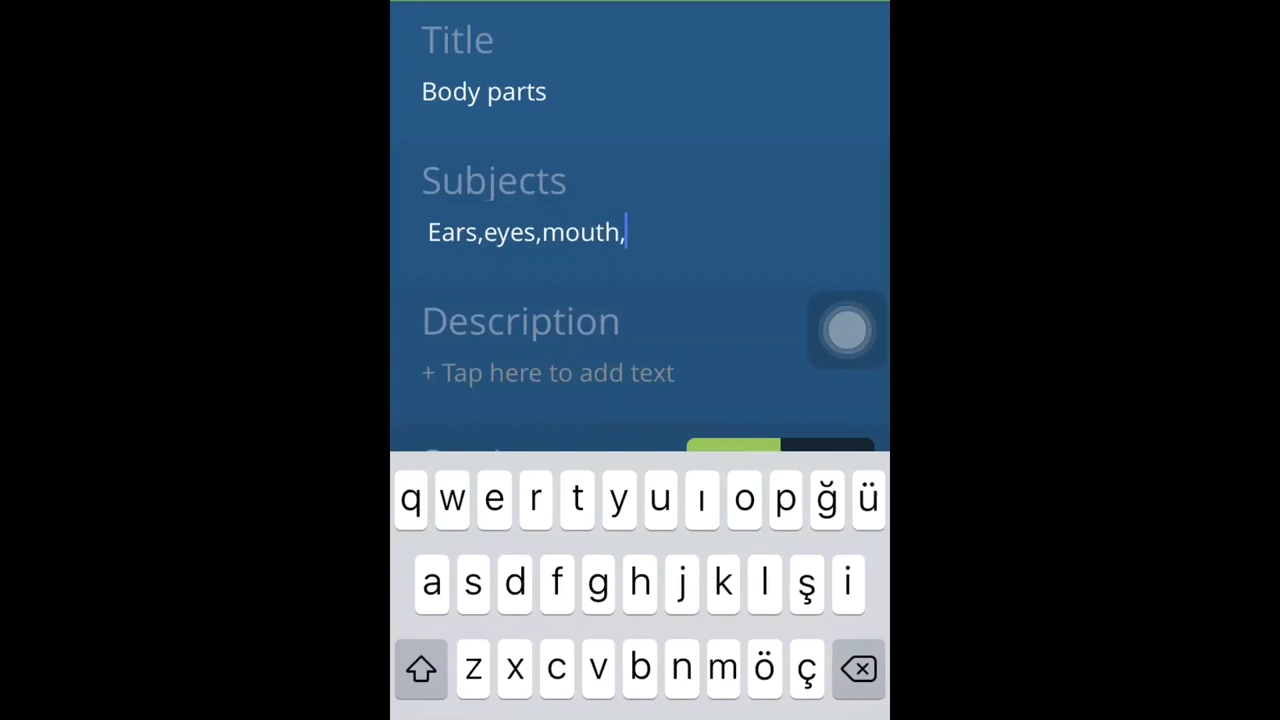 Title
Body parts
Subjects
Ears,eyes,mouth,
Description
+ Tap here to add text
q w e r t y u ı o p ğ ü
a s d f g h j k l ş i
z x c v b n m ö ç